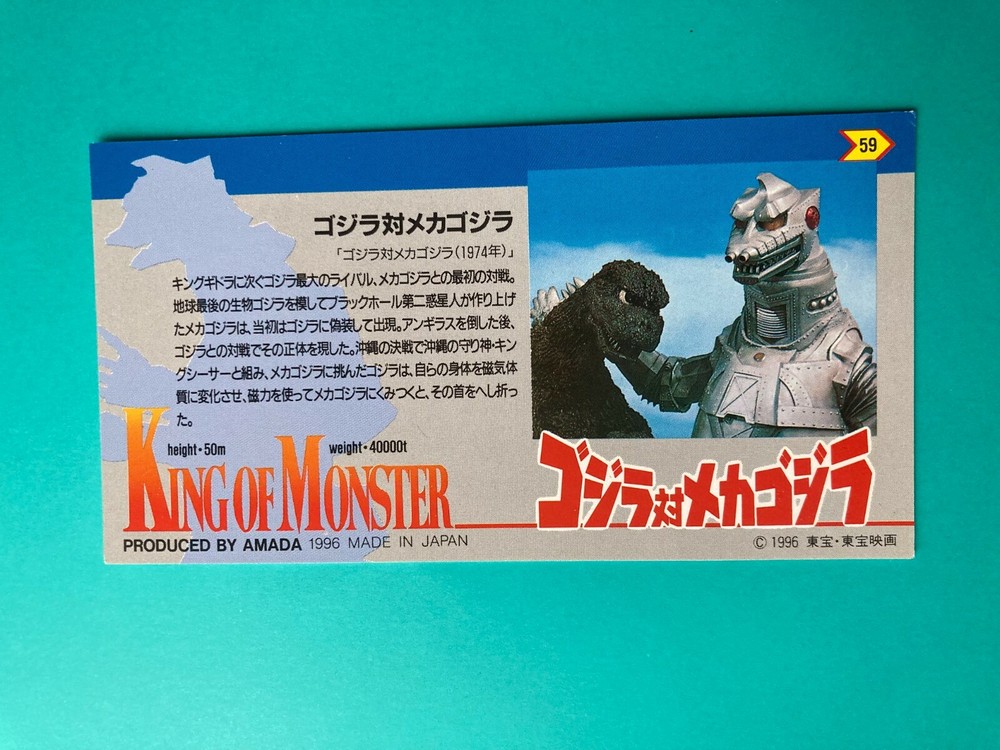 59
ゴジラ対メカゴジラ
「ゴジラ対メカゴジラ(1974年)」
キングギドラに次ぐゴジラ最大のライバル、メカゴジラとの最初の対戦。
地球最後の生物ゴジラを模してブラックホール第二惑星人が作り上げ
たメカゴジラは、当初はゴジラに偽装して出現。アンギラスを倒した後、
ゴジラとの対戦でその正体を現した。沖縄の決戦で沖縄の守り神・キン
グシーサーと組み、メカゴジラに挑んだゴジラは、自らの身体を磁気体
質に変化させ、磁力を使ってメカゴジラにくみつくと、その首をへし折っ
た。
height・50m weight・40000t
KING OF MONSTER
PRODUCED BY AMADA 1996 MADE IN JAPAN
ゴジラ対メカゴジラ
© 1996 東宝・東宝映画